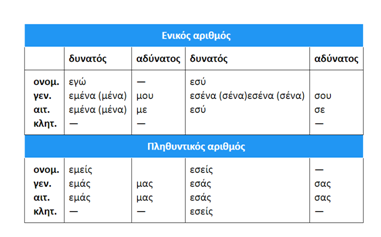 Ενικός αριθμός
δυνατός αδύνατος δυνατός αδύνατος
ονομ. εγώ — εσύ
γεν. εμένα (μένα) μου εσένα (σένα)εσένα (σένα) σου
αιτ. εμένα (μένα) με εσύ σε
κλητ. — — —
Πληθυντικός αριθμός
ονομ. εμείς εσείς —
γεν. εμάς μας εσάς σας
αιτ. εμάς μας εσάς σας
κλητ. — — εσείς